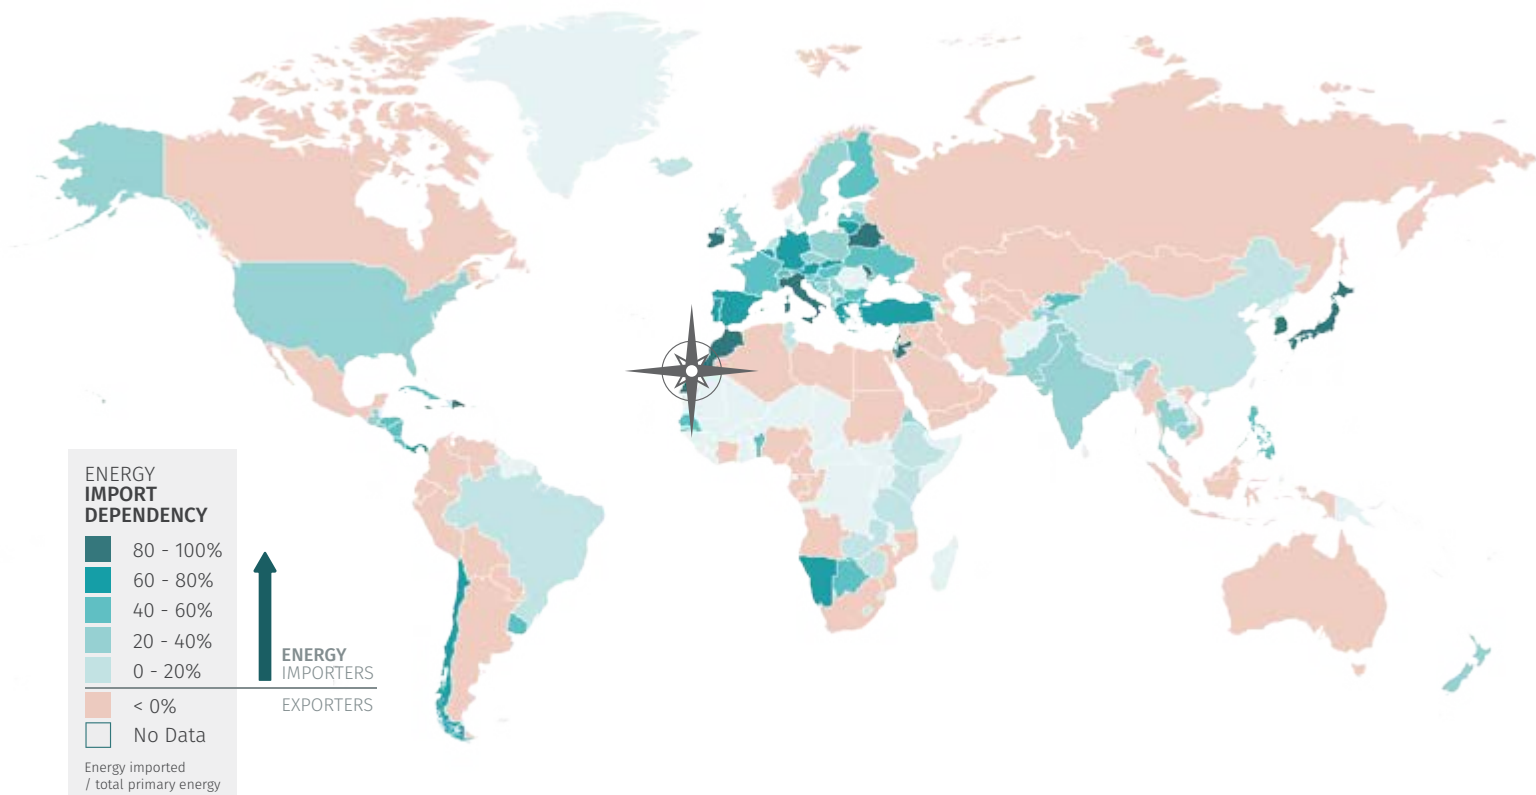 ENERGY
IMPORT
DEPENDENCY
80 - 100%
60 - 80%
40 - 60%
20 - 40%
0 - 20%
< 0%
No Data
Energy imported
/ total primary energy
ENERGY
IMPORTERS
EXPORTERS